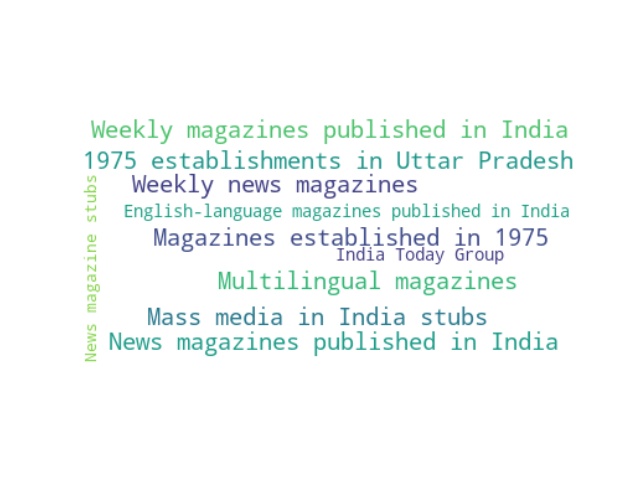 Weekly magazines published in India
1975 establishments in Uttar Pradesh
Weekly news magazines
English-language magazines published in India
Magazines established in 1975
India Today Group
Multilingual magazines
Mass media in India stubs
News magazines published in India
News magazine stubs